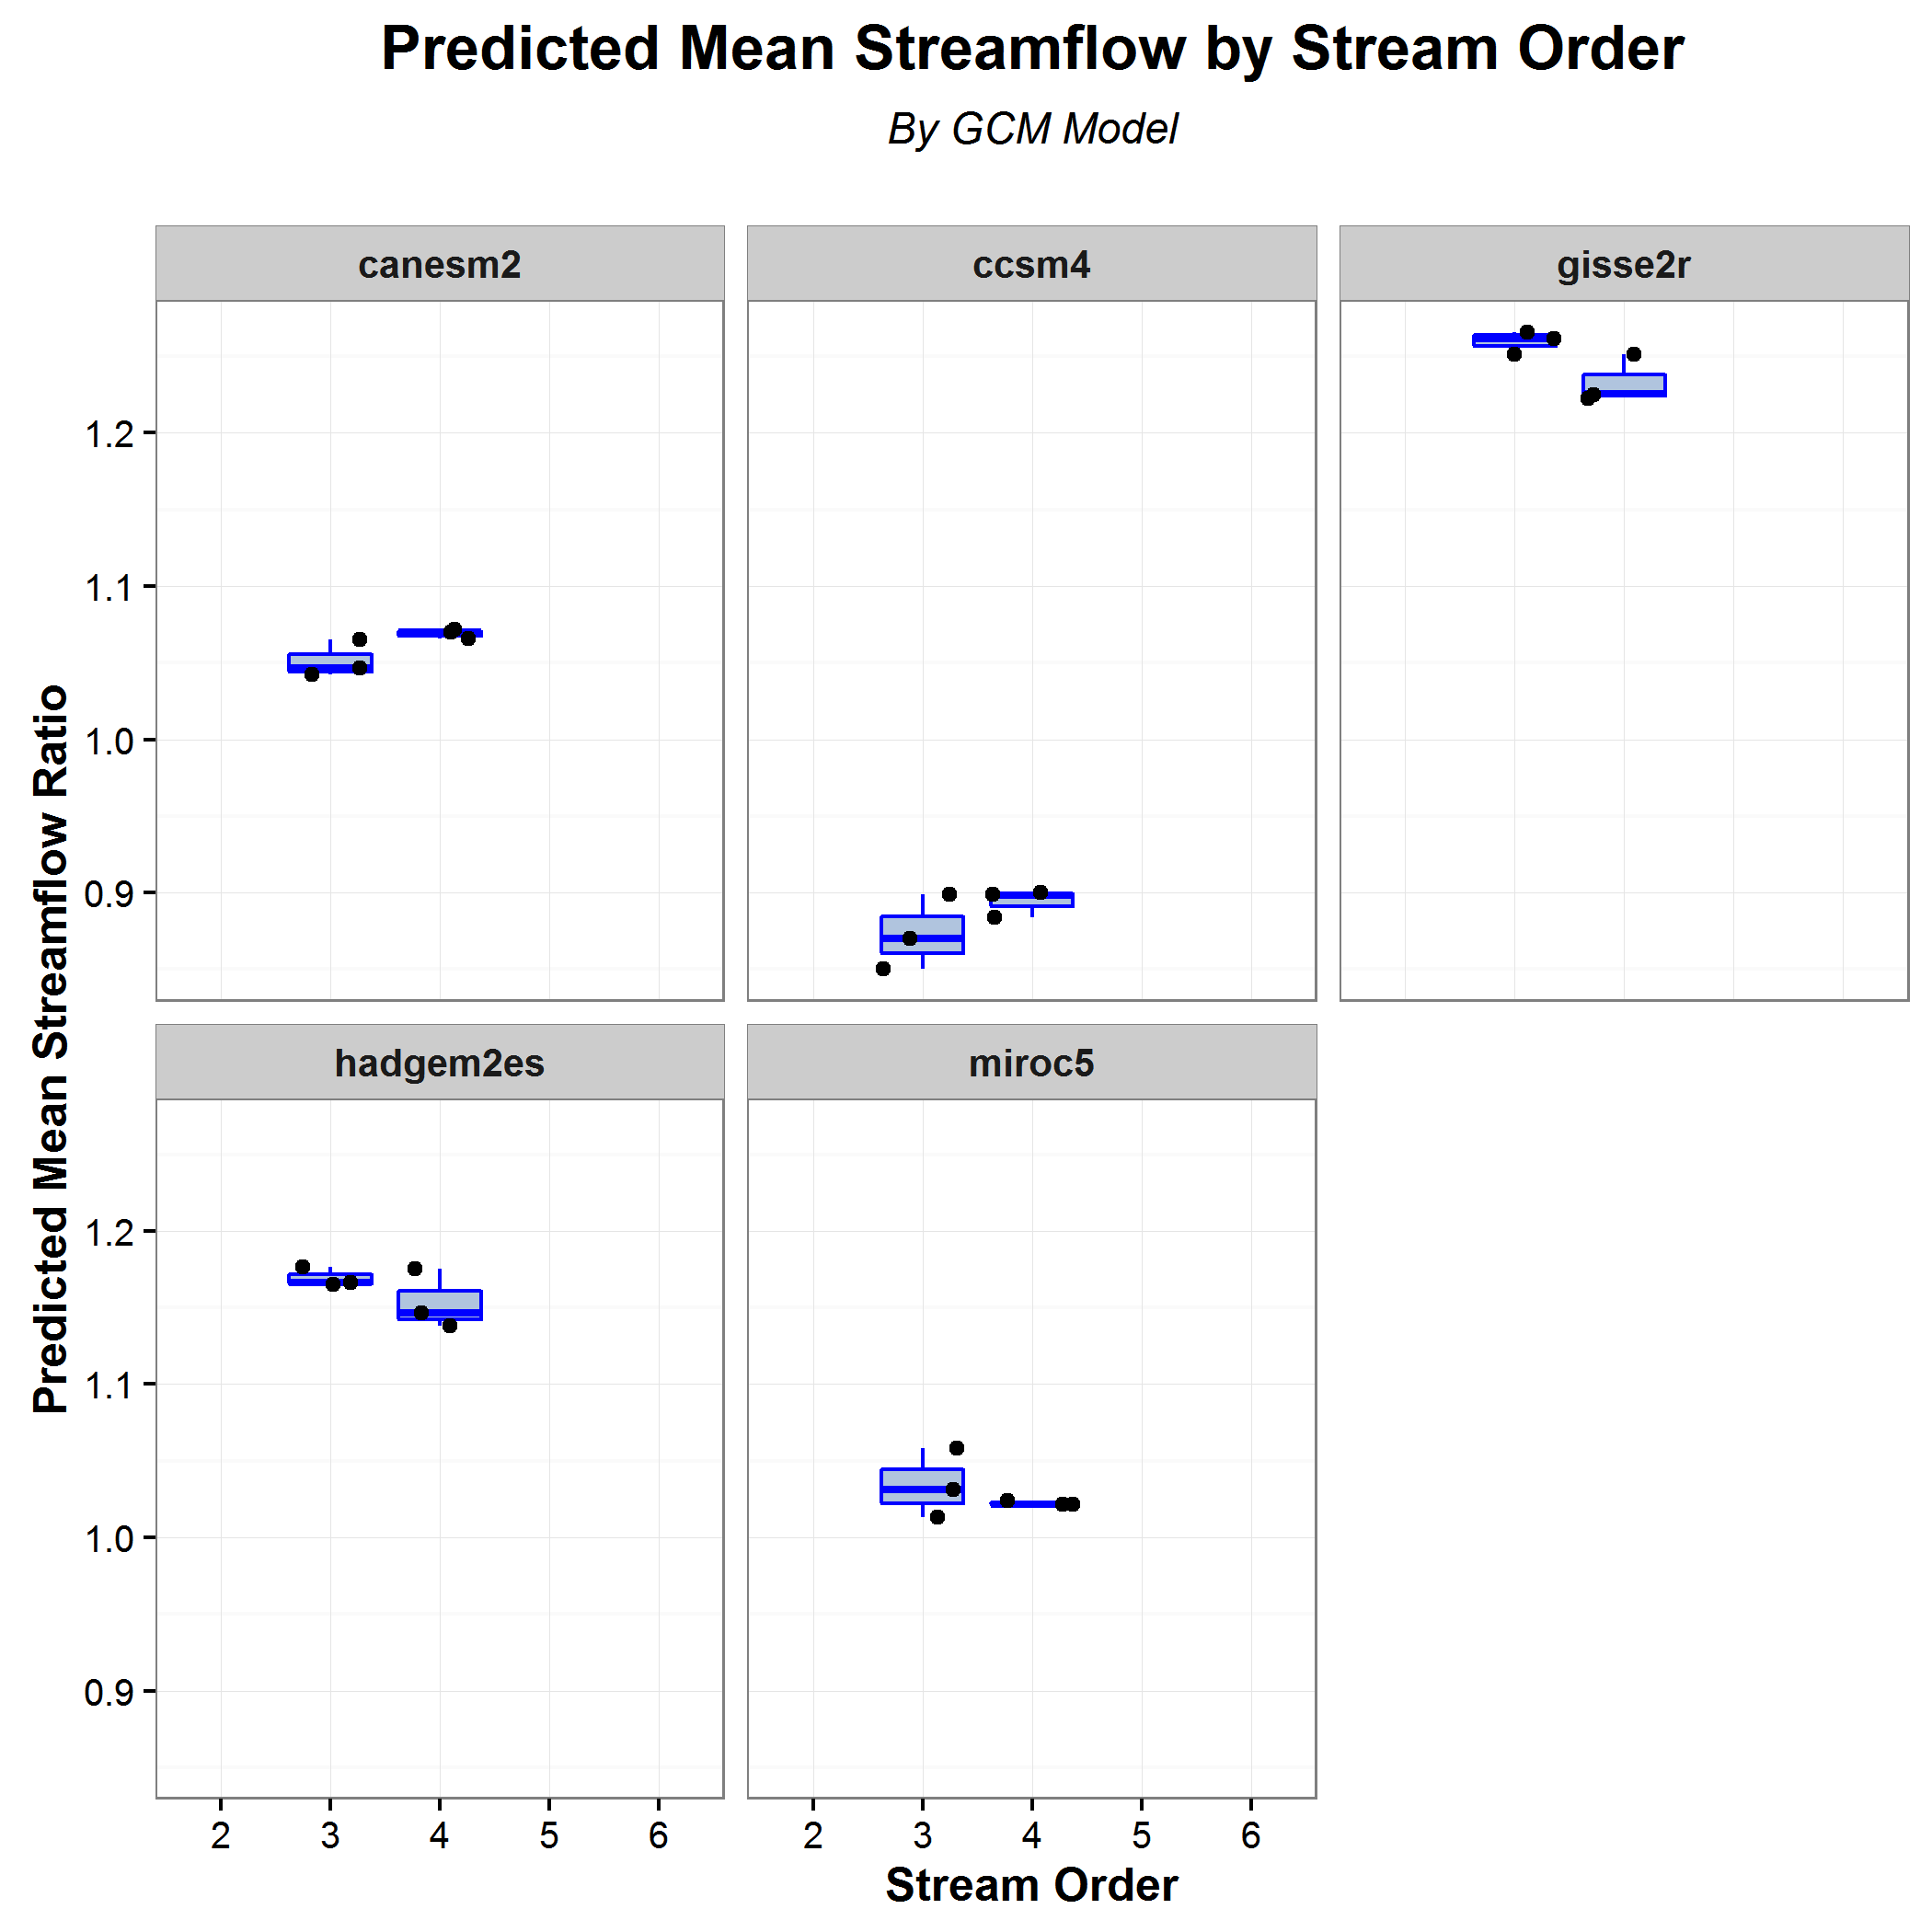 Predicted Mean Streamflow by Stream Order
By GCM Model
canesm2
ccsm4
gisse2r
1.2
1.1
1.0
0.9
Predicted Mean Streamflow Ratio
hadgem2es
miroc5
1.2
1.1
1.0
0.9
2 3 4 5 6
2 3 4 5 6
Stream Order